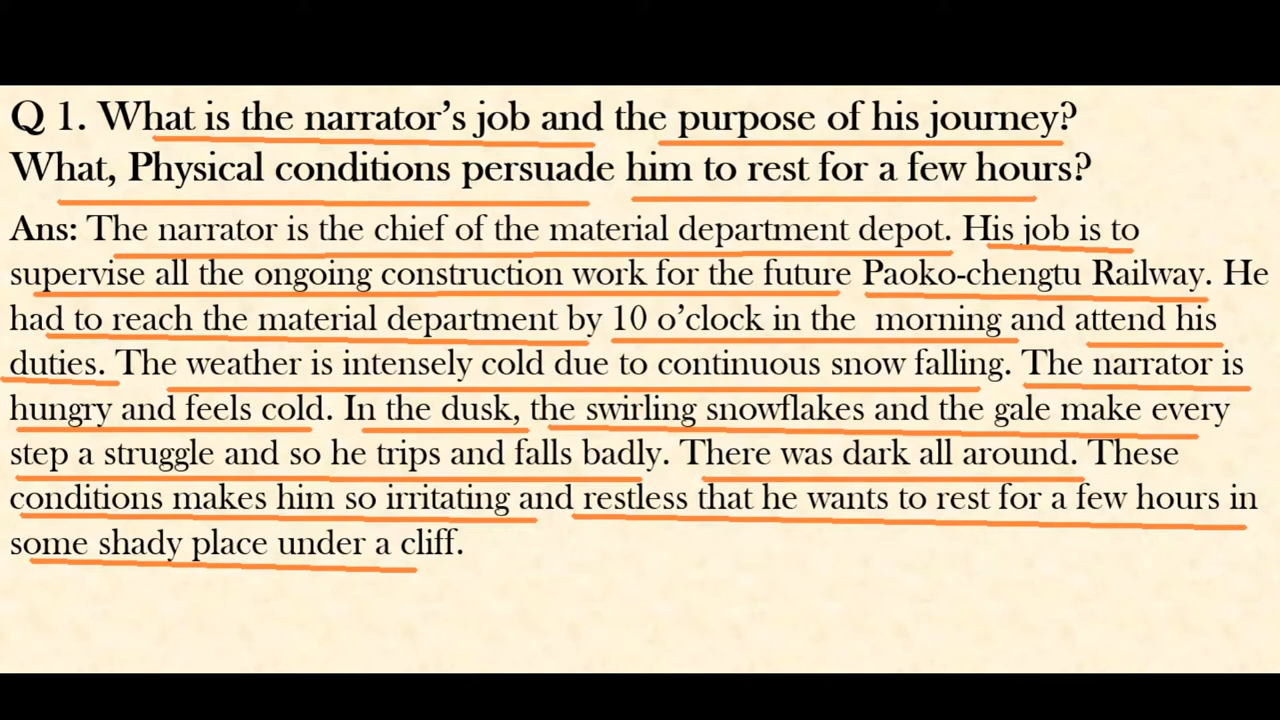 Q 1. What is the narrator's job and the purpose of his journey?
What, Physical conditions persuade him to rest for a few hours?
Ans: The narrator is the chief of the material department depot. His job is to
supervise all the ongoing construction work for the future Paoko-chengtu Railway. He
had to reach the material department by 10 o'clock in the  morning and attend his
duties. The weather is intensely cold due to continuous snow falling. The narrator is
hungry and feels cold. In the dusk, the swirling snowflakes and the gale make every
step a struggle and so he trips and falls badly. There was dark all around. These
conditions makes him so irritating and restless that he wants to rest for a few hours in
some shady place under a cliff.